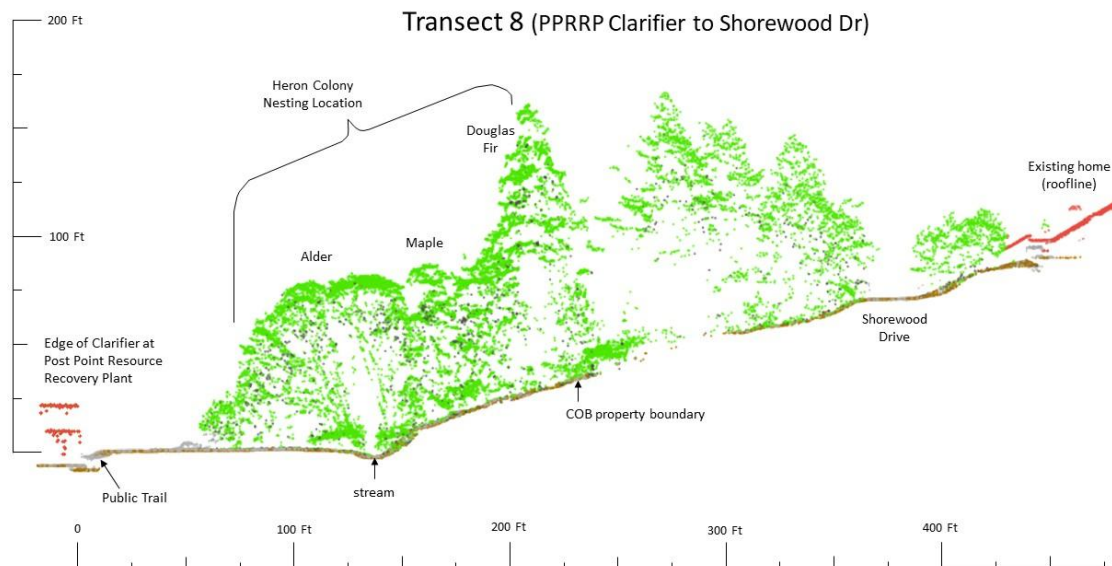 200 Ft
Transect 8 (PPRRP Clarifier to Shorewood Dr)
Heron Colony
Nesting Location
Douglas
Fir
Existing home
(roofline)
100 Ft
Maple
Alder
Shorewood
Drive
Edge of Clarifier at
Post Point Resource
Recovery Plant
COB property boundary
Public Trail
stream
0
100 Ft
200 Ft
300 Ft
400 Ft